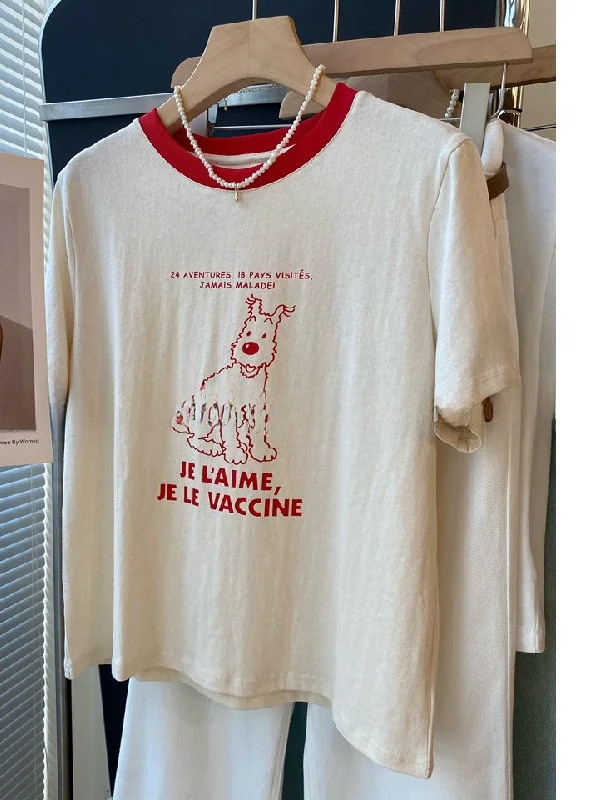 24 AVENTURES, 18 PAYS VISITÉS,
JAMAIS MALADE!
JE L'AIME,
JE LE VACCINE